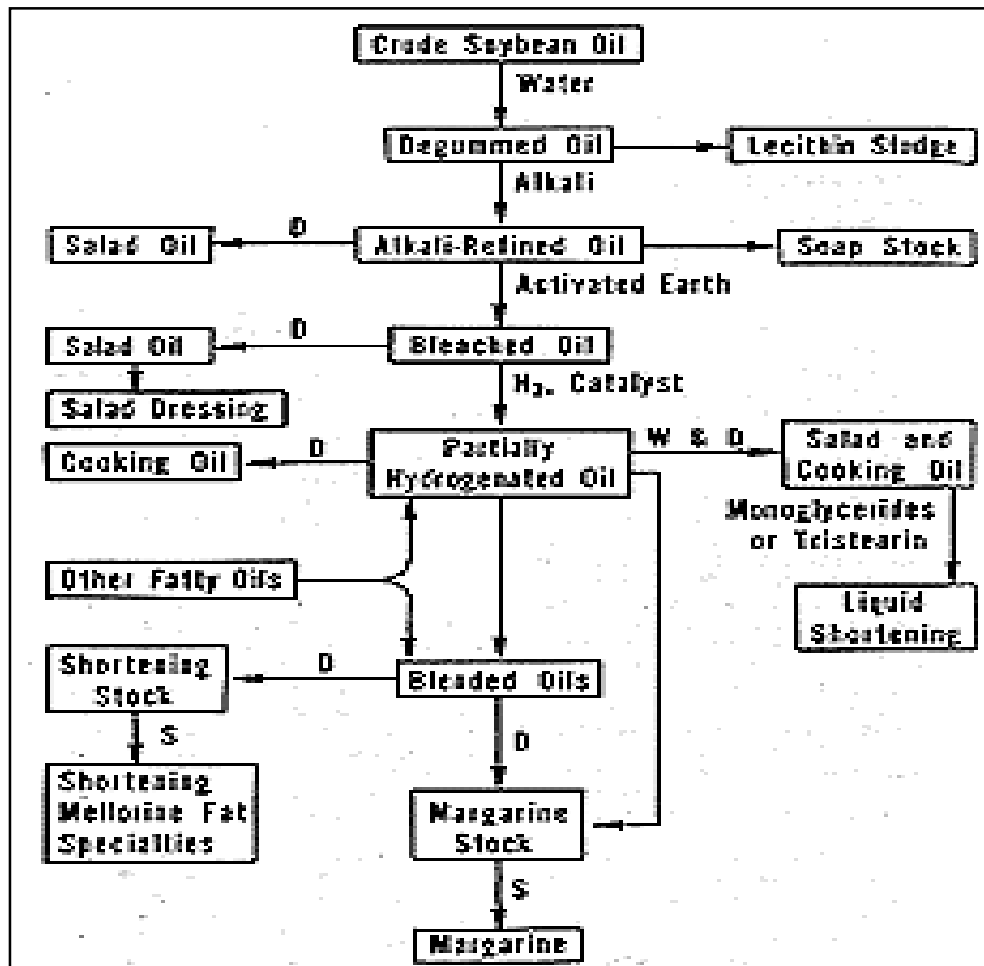 Crude Soybean Oil
Water
Degummed Oil
Lecithin Sludge
Alkali
Salad Oil
D
Alkali-Refined Oil
Soap Stock
Activated Earth
Salad Oil
D
Bleached Oil
H₂, Catalyst
Salad Dressing
Cooking Oil
D
Partially
Hydrogenated Oil
W & D
Salad and
Cooking Oil
Monoglycerides
or Tristearin
Other Fatty Oils
Liquid
Shortening
Shortening
Stock
D
Blended Oils
S
D
Shortening
Mellorine Fat
Specialties
Margarine
Stock
S
Margarine